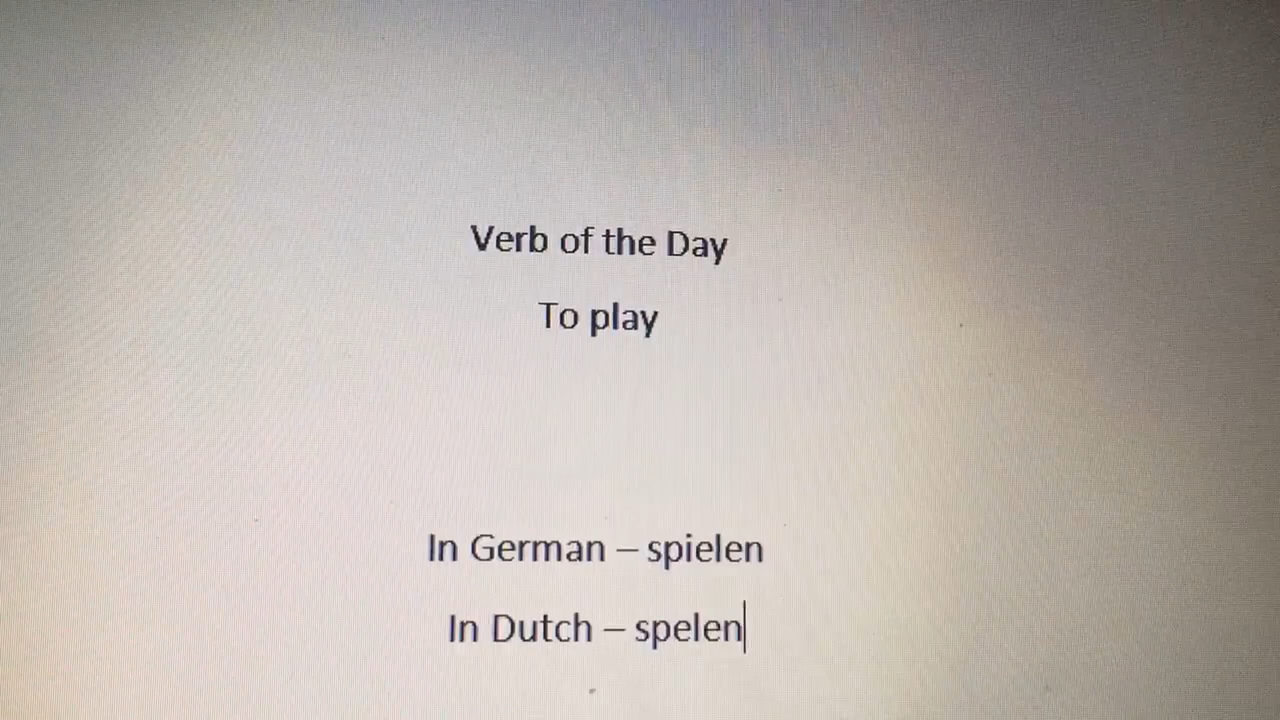 Verb of the Day
To play
In German – spielen
In Dutch – spelen